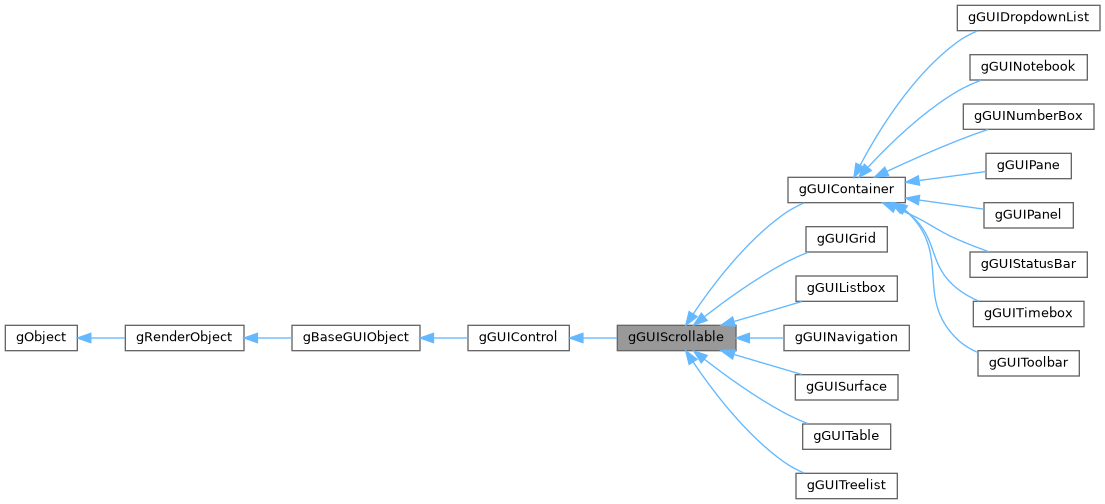 gGUIDropdownList
gGUINotebook
gGUINumberBox
gGUIPane
gGUIContainer
gGUIPanel
gGUIGrid
gGUIStatusBar
gGUIListbox
gGUITimebox
gObject
gRenderObject
gBaseGUIObject
gGUIControl
gGUIScrollable
gGUINavigation
gGUIToolbar
gGUISurface
gGUITable
gGUITreelist